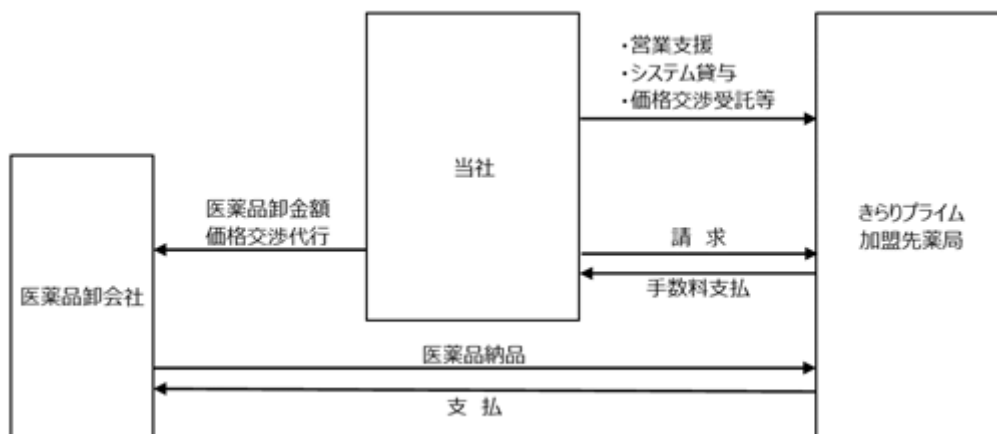 ・営業支援
・システム貸与
・価格交渉受託等
当社
医薬品卸金額
価格交渉代行
きらりプライム
加盟先薬局
請 求
手数料支払
医薬品卸会社
医薬品納品
支 払